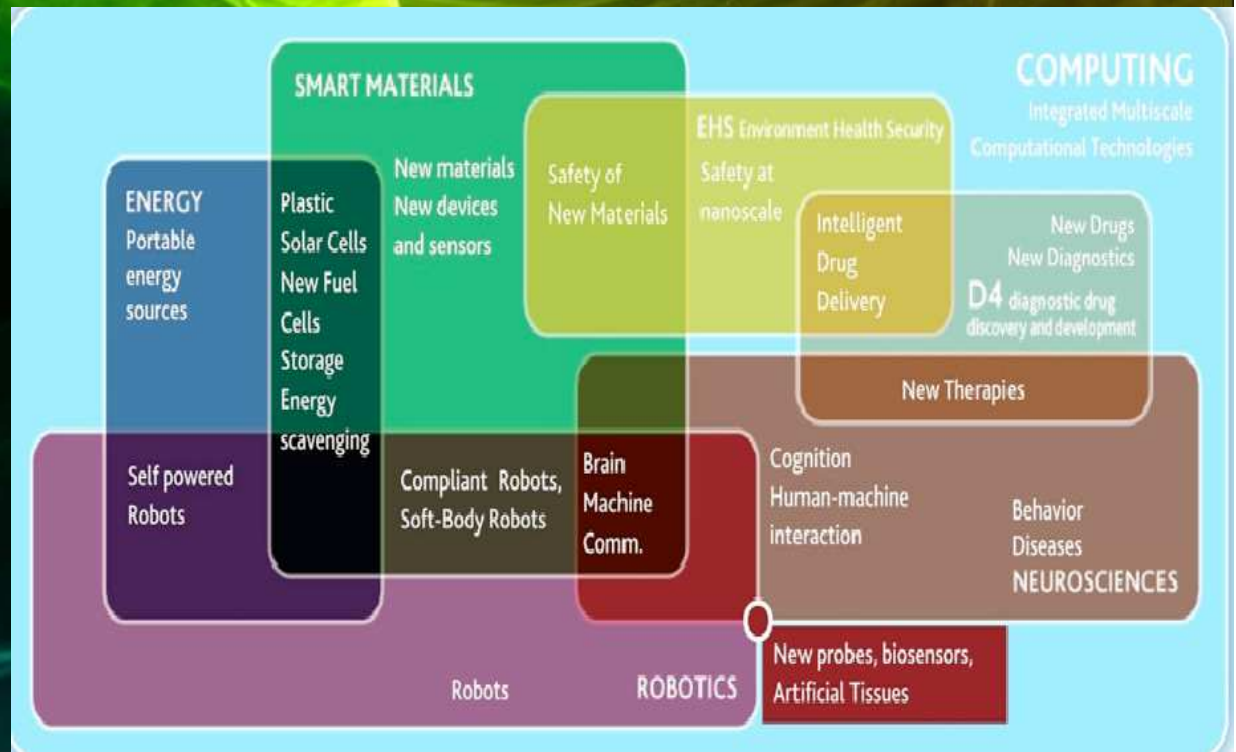 COMPUTING
Integrated Multiscale
Computational Technologies
SMART MATERIALS
New materials
New devices
and sensors
EHS Environment Health Security
Safety at
nanoscale
Safety of
New Materials
ENERGY
Portable
energy
sources
Plastic
Solar Cells
New Fuel
Cells
Storage
Energy
scavenging
Intelligent
Drug
Delivery
New Drugs
New Diagnostics
D4 diagnostic drug
discovery and development
New Therapies
Self powered
Robots
Compliant Robots,
Soft-Body Robots
Brain
Machine
Comm.
Cognition
Human-machine
interaction
Behavior
Diseases
NEUROSCIENCES
Robots
ROBOTICS
New probes, biosensors,
Artificial Tissues